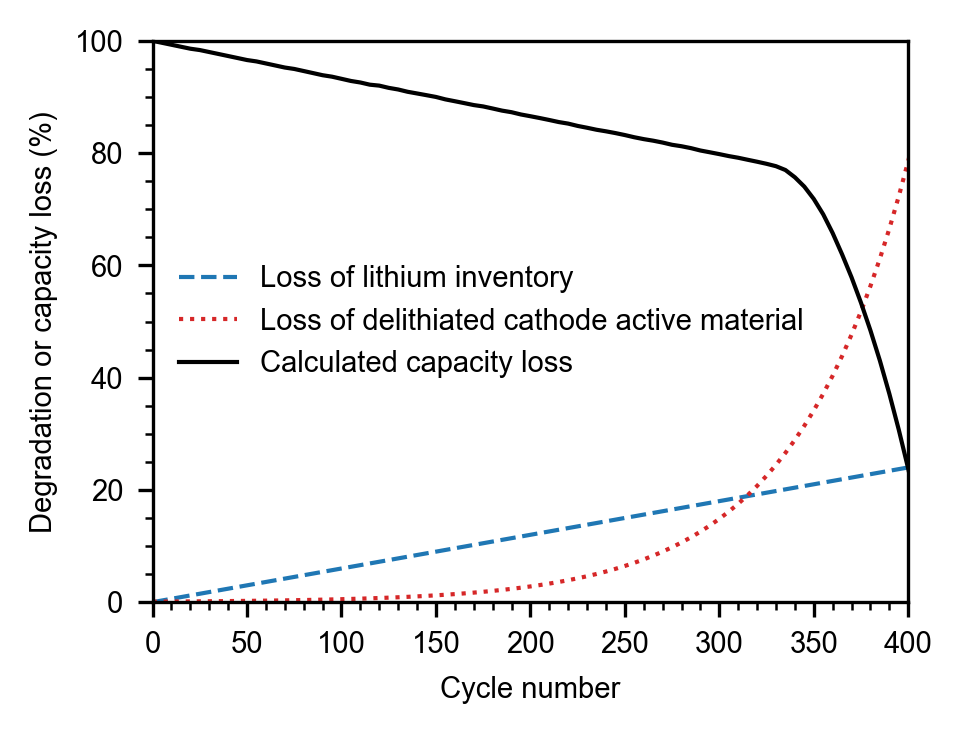 100
80
60
40
20
0
Degradation or capacity loss (%)
Loss of lithium inventory
Loss of delithiated cathode active material
Calculated capacity loss
0 50 100 150 200 250 300 350 400
Cycle number